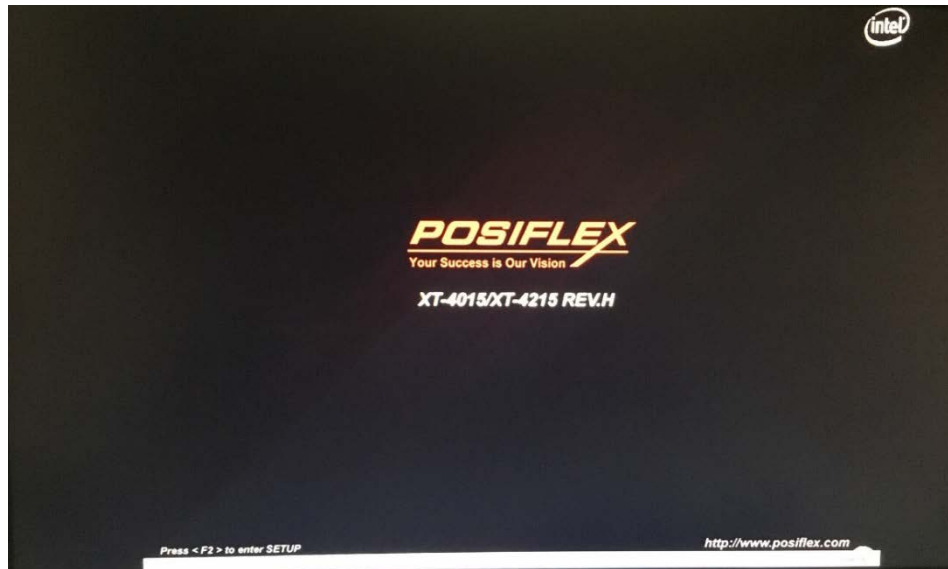 intel
POSIFLEX
Your Success is Our Vision
XT-4015/XT-4215 REV.H
Press < F2 > to enter SETUP
http://www.posiflex.com